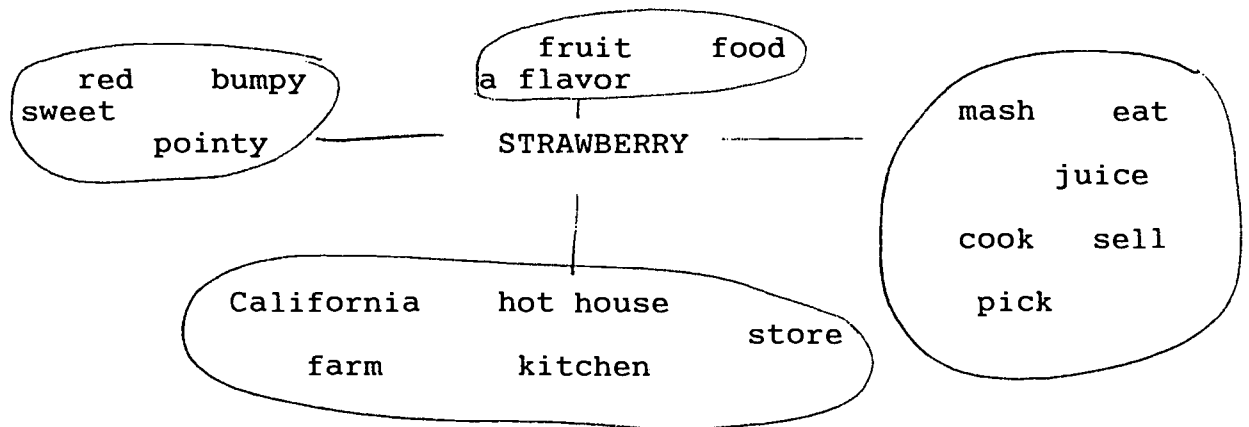 fruit food
a flavor
red bumpy
sweet
pointy
STRAWBERRY
mash eat
juice
cook sell
pick
California hot house
store
farm kitchen